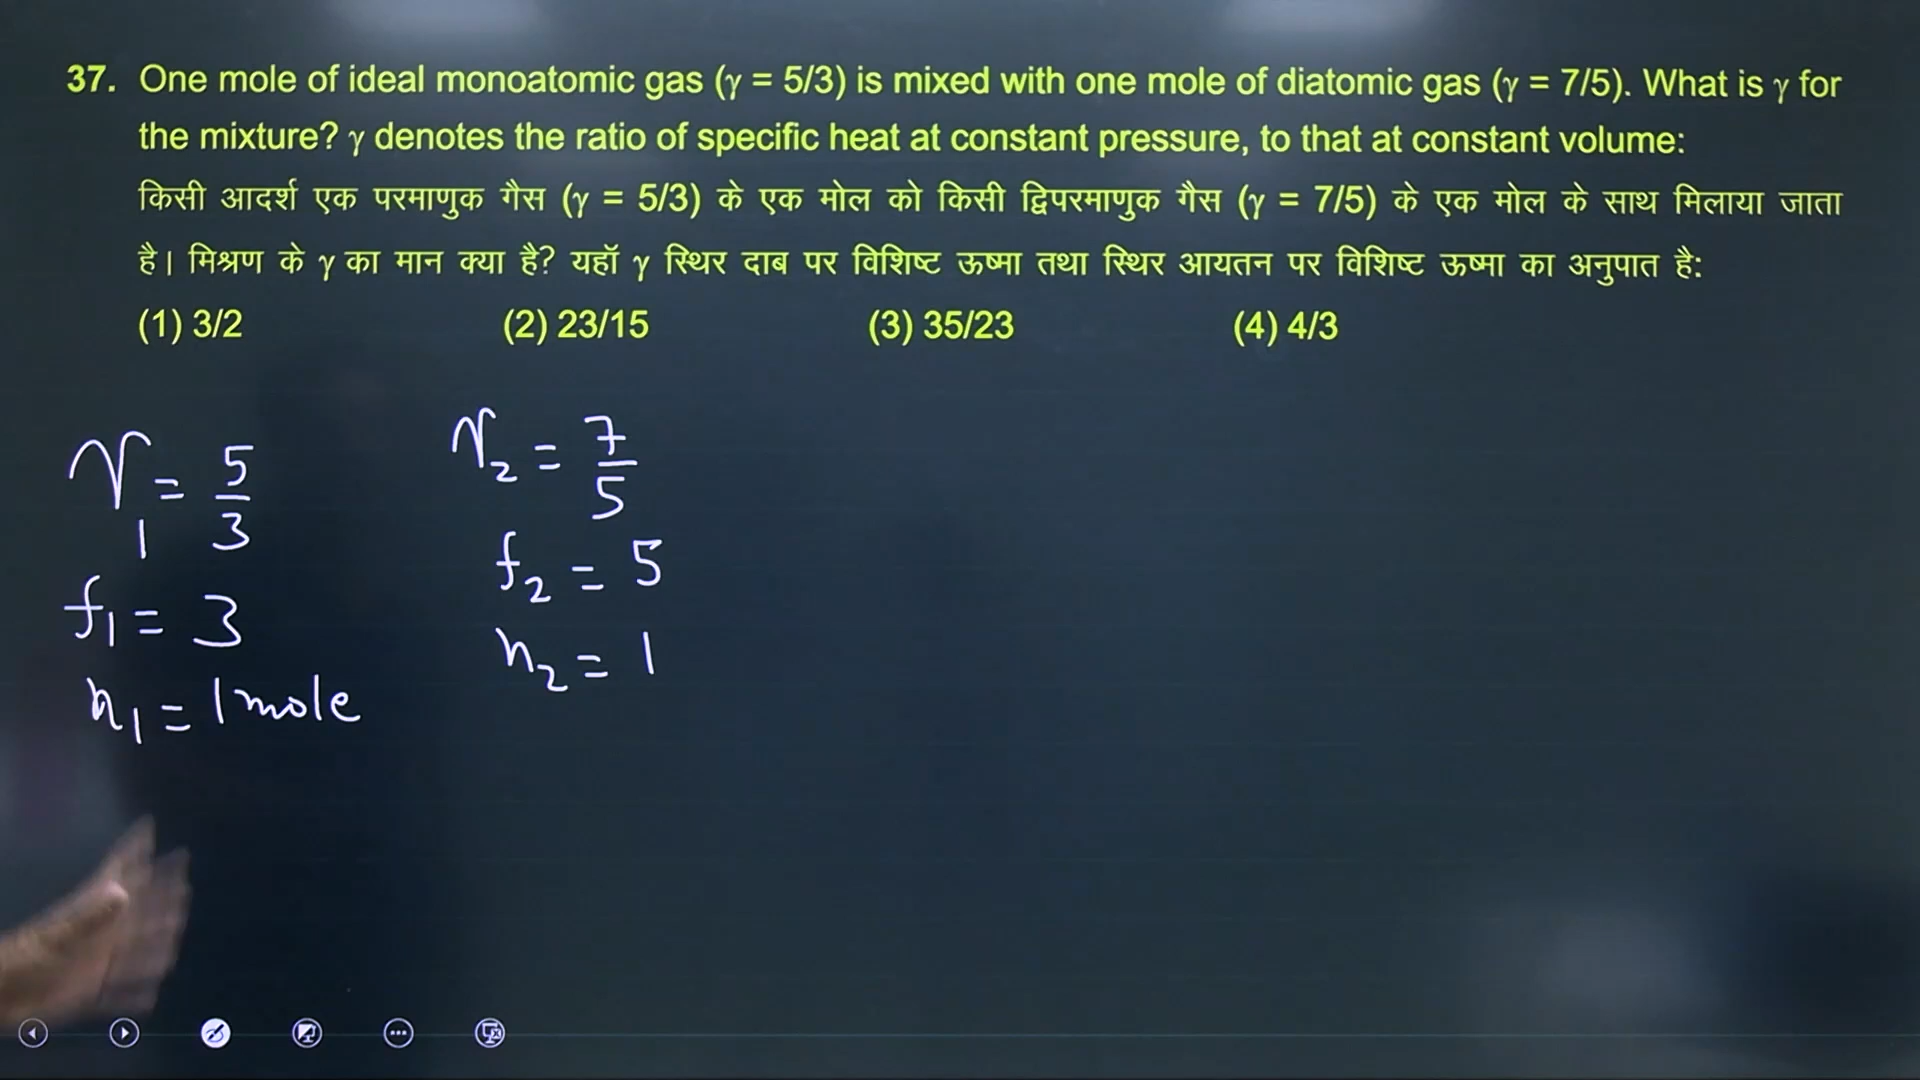 37. One mole of ideal monoatomic gas (γ = 5/3) is mixed with one mole of diatomic gas (γ = 7/5). What is γ for
the mixture? γ denotes the ratio of specific heat at constant pressure, to that at constant volume:
किसी आदर्श एक परमाणुक गैस (γ = 5/3) के एक मोल को किसी द्विपरमाणुक गैस (γ = 7/5) के एक मोल के साथ मिलाया जाता
है। मिश्रण के γ का मान क्या है? यहॉ γ स्थिर दाब पर विशिष्ट ऊष्मा तथा स्थिर आयतन पर विशिष्ट ऊष्मा का अनुपात है:
(1) 3/2 (2) 23/15 (3) 35/23 (4) 4/3
γ₁ = 5/3
f₁ = 3
n₁ = 1 mole
γ₂ = 7/5
f₂ = 5
n₂ = 1